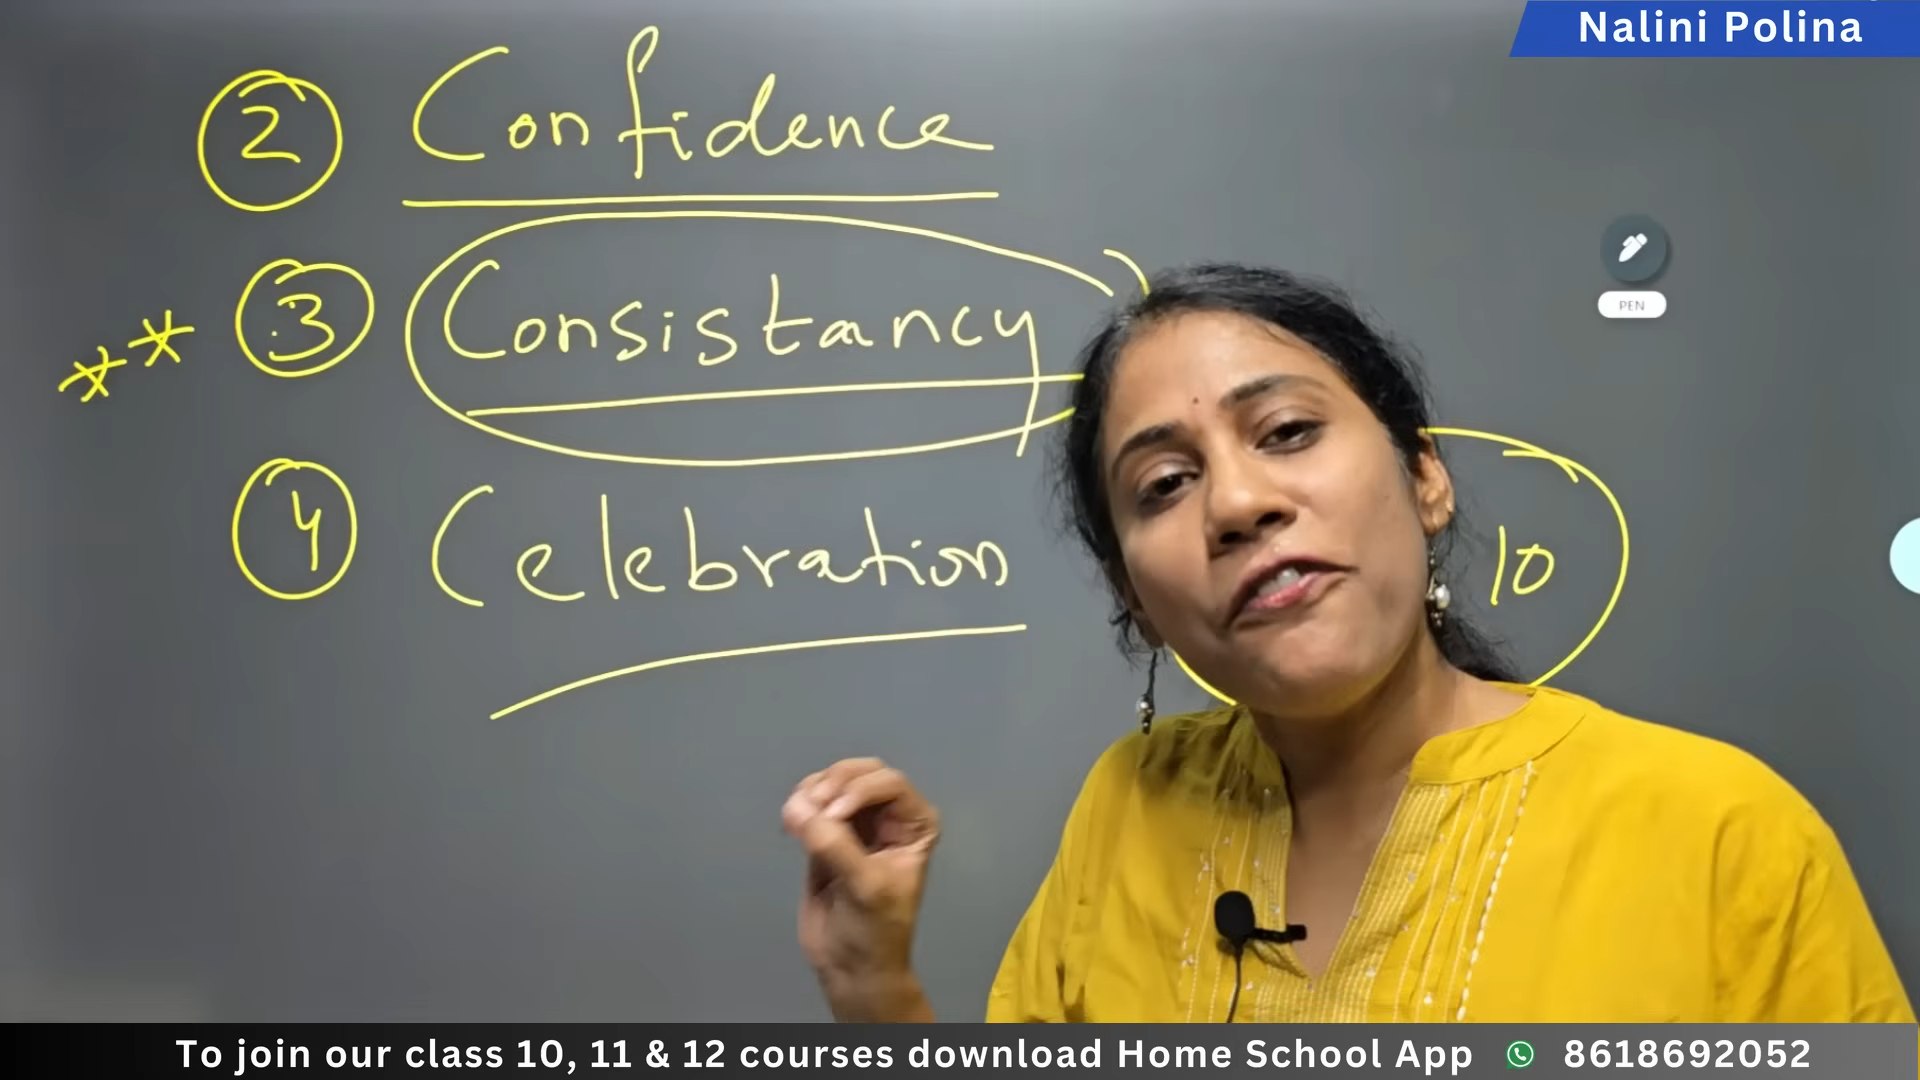 Nalini Polina
2 Confidence
PEN
** 3 Consistancy
4 Celebration
10
To join our class 10, 11 & 12 courses download Home School App 8618692052